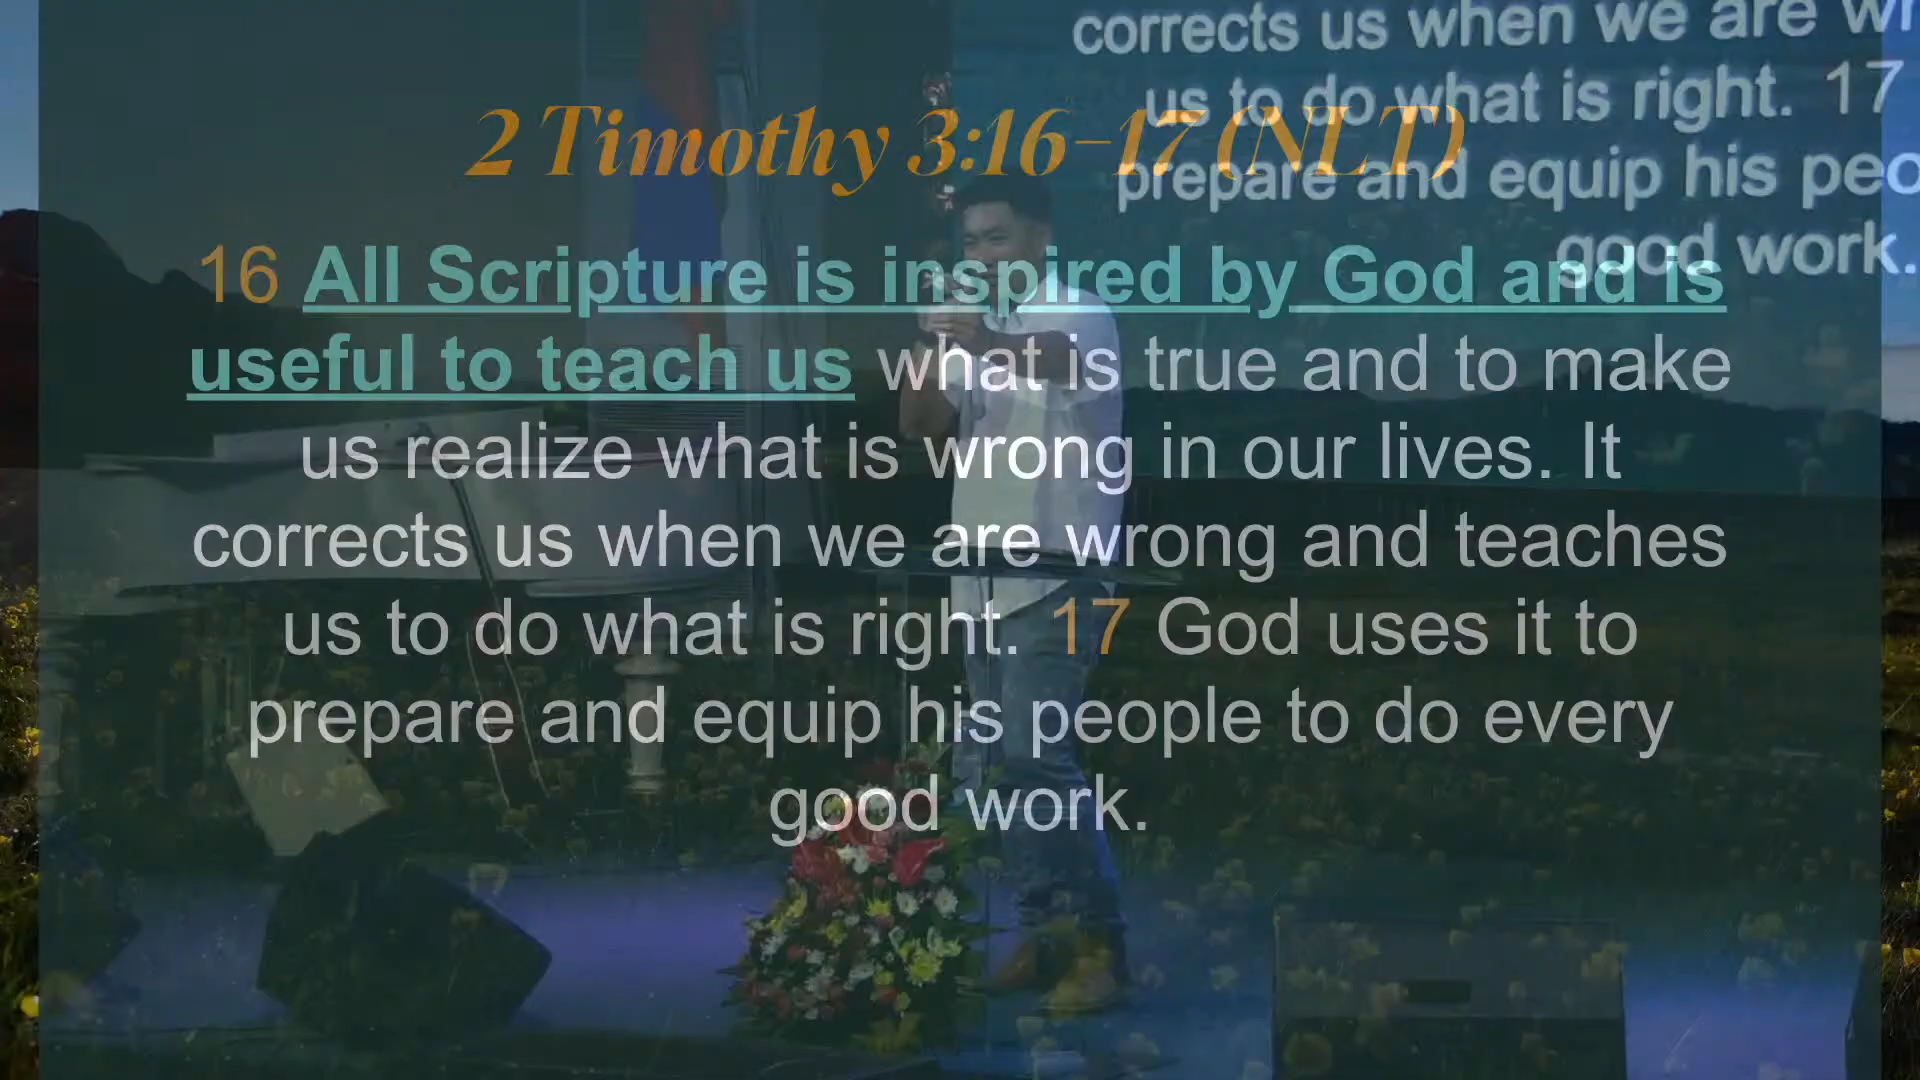 2 Timothy 3:16–17 (NLT)
16 All Scripture is inspired by God and is
useful to teach us what is true and to make
us realize what is wrong in our lives. It
corrects us when we are wrong and teaches
us to do what is right. 17 God uses it to
prepare and equip his people to do every
good work.
corrects us when we are wr
us to do what is right. 17
prepare and equip his peo
good work.